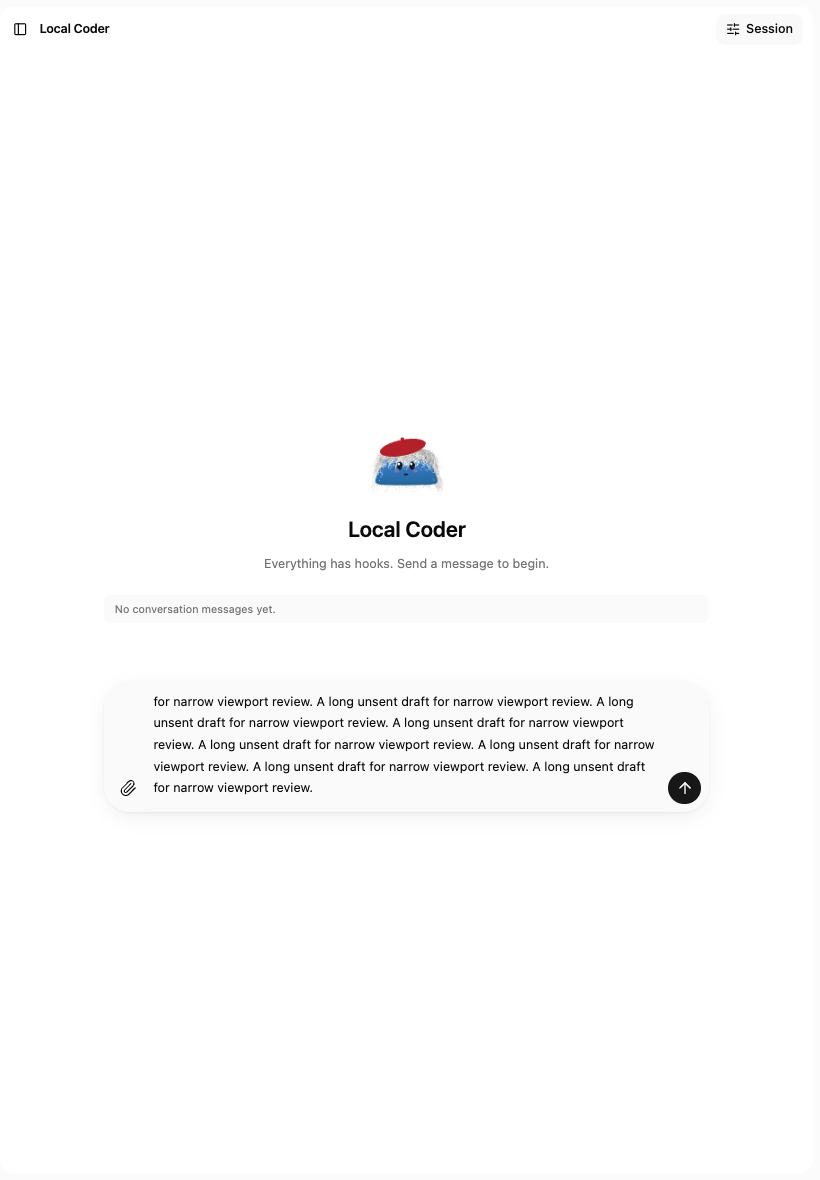 Local Coder
Session
Local Coder
Everything has hooks. Send a message to begin.
No conversation messages yet.
for narrow viewport review. A long unsent draft for narrow viewport review. A long
unsent draft for narrow viewport review. A long unsent draft for narrow viewport
review. A long unsent draft for narrow viewport review. A long unsent draft for narrow
viewport review. A long unsent draft for narrow viewport review. A long unsent draft
for narrow viewport review.